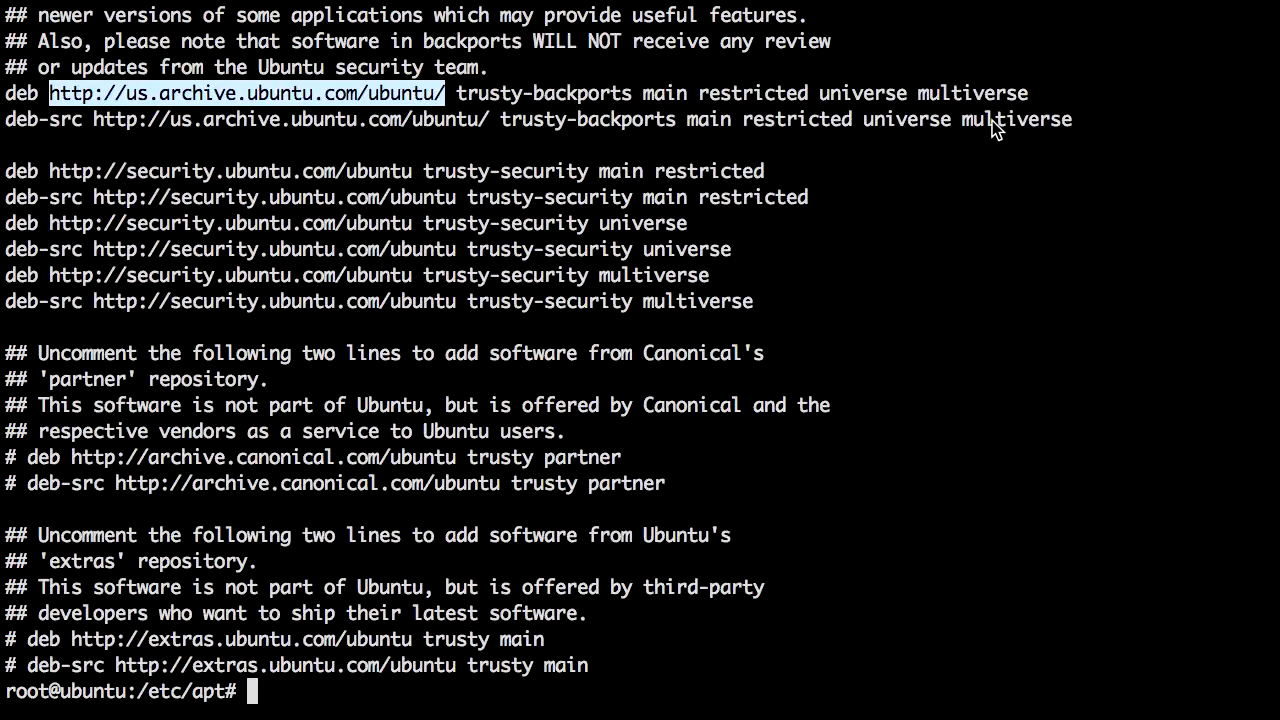 ## newer versions of some applications which may provide useful features.
## Also, please note that software in backports WILL NOT receive any review
## or updates from the Ubuntu security team.
deb http://us.archive.ubuntu.com/ubuntu/ trusty-backports main restricted universe multiverse
deb-src http://us.archive.ubuntu.com/ubuntu/ trusty-backports main restricted universe multiverse
deb http://security.ubuntu.com/ubuntu trusty-security main restricted
deb-src http://security.ubuntu.com/ubuntu trusty-security main restricted
deb http://security.ubuntu.com/ubuntu trusty-security universe
deb-src http://security.ubuntu.com/ubuntu trusty-security universe
deb http://security.ubuntu.com/ubuntu trusty-security multiverse
deb-src http://security.ubuntu.com/ubuntu trusty-security multiverse
## Uncomment the following two lines to add software from Canonical's
## 'partner' repository.
## This software is not part of Ubuntu, but is offered by Canonical and the
## respective vendors as a service to Ubuntu users.
# deb http://archive.canonical.com/ubuntu trusty partner
# deb-src http://archive.canonical.com/ubuntu trusty partner
## Uncomment the following two lines to add software from Ubuntu's
## 'extras' repository.
## This software is not part of Ubuntu, but is offered by third-party
## developers who want to ship their latest software.
# deb http://extras.ubuntu.com/ubuntu trusty main
# deb-src http://extras.ubuntu.com/ubuntu trusty main
root@ubuntu:/etc/apt#